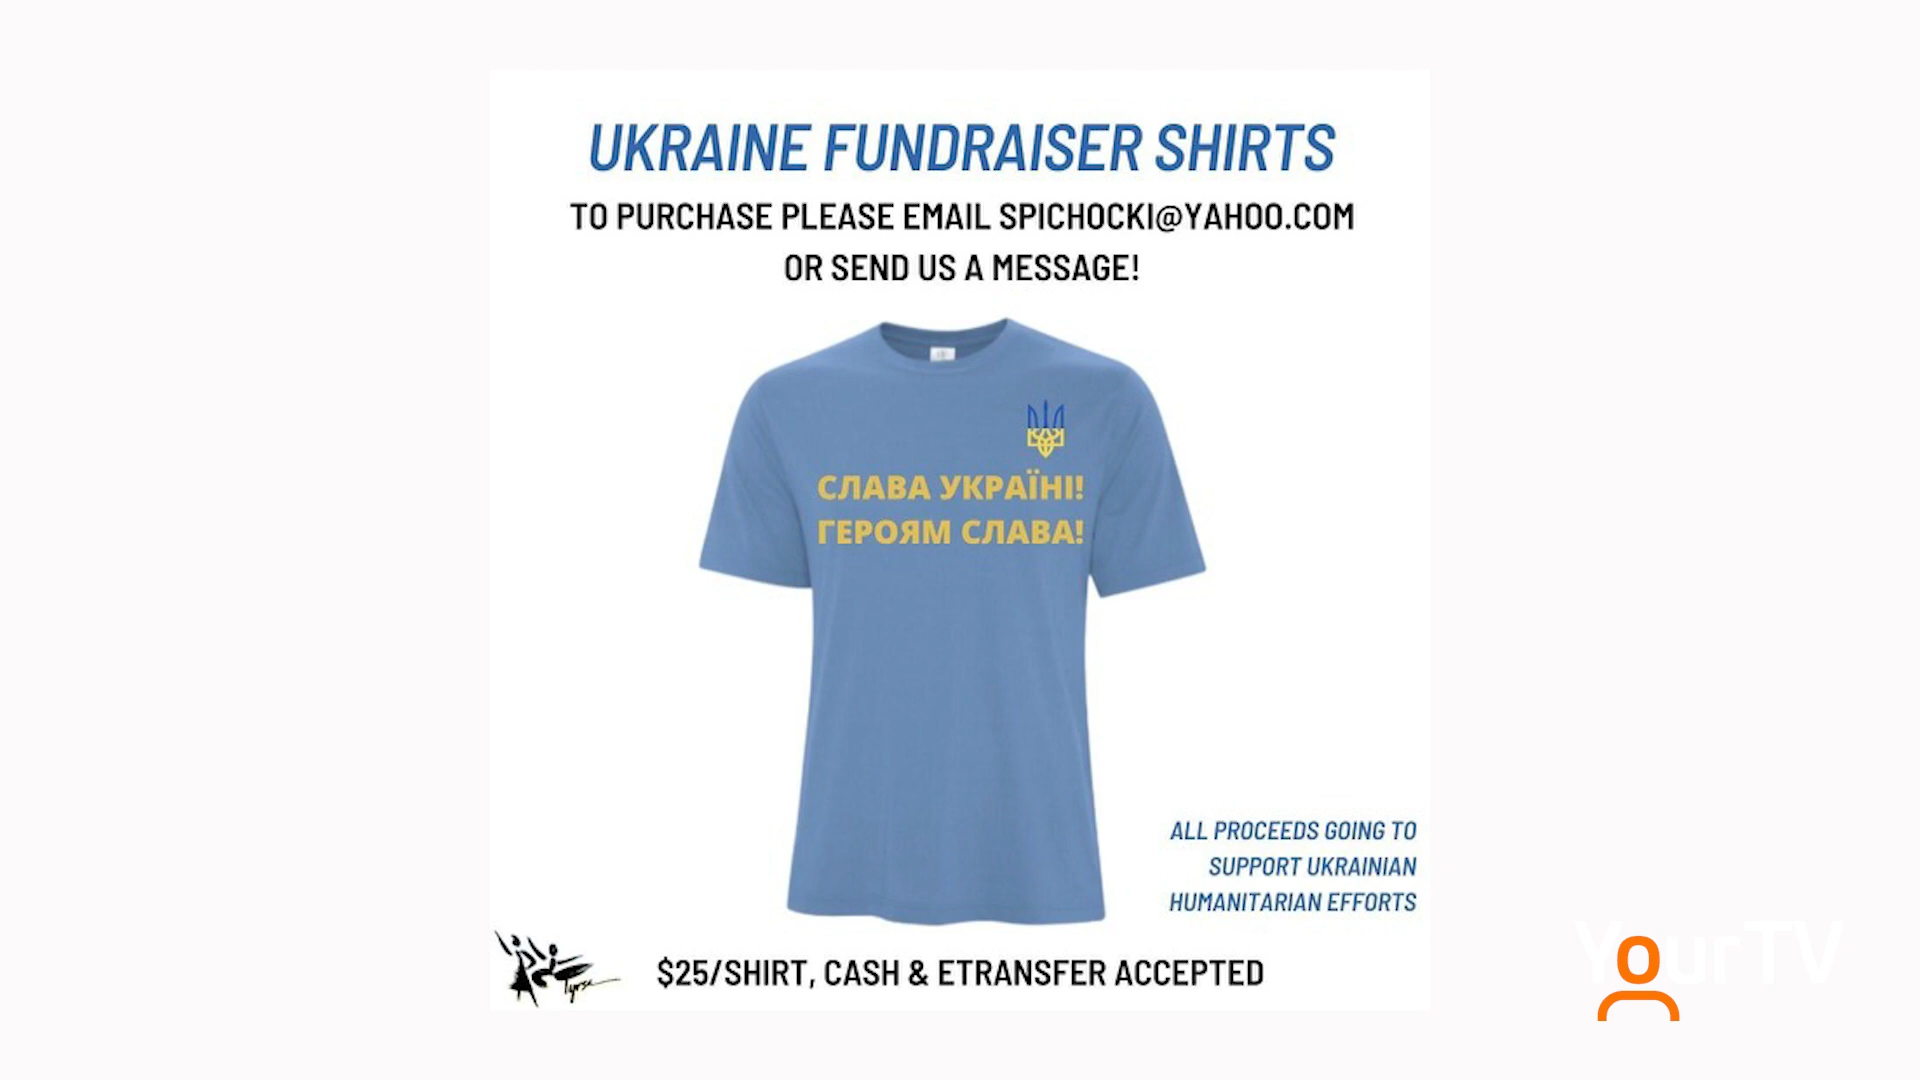 UKRAINE FUNDRAISER SHIRTS
TO PURCHASE PLEASE EMAIL SPICHOCKI@YAHOO.COM
OR SEND US A MESSAGE!
СЛАВА УКРАЇНІ!
ГЕРОЯМ СЛАВА!
ALL PROCEEDS GOING TO
SUPPORT UKRAINIAN
HUMANITARIAN EFFORTS
$25/SHIRT, CASH & ETRANSFER ACCEPTED
YourTV